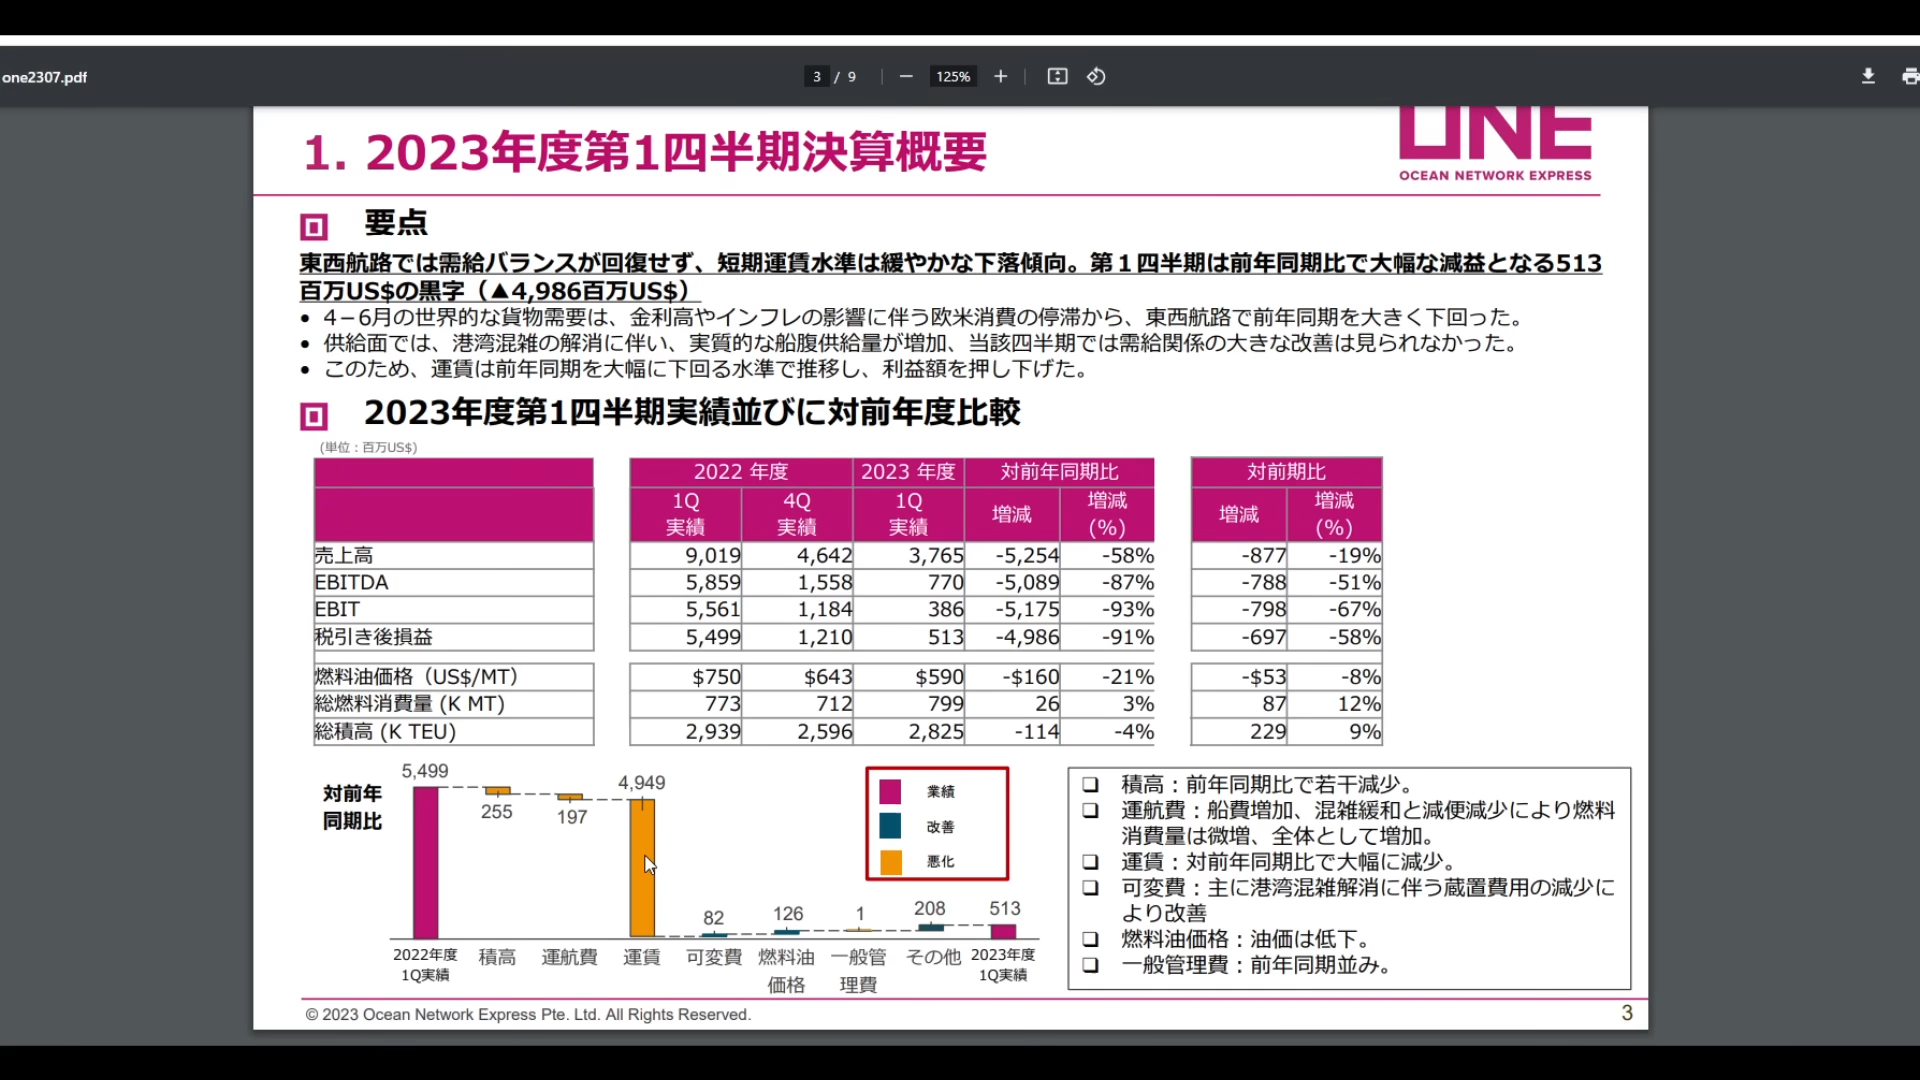 one2307.pdf
3 / 9
125%
1. 2023年度第1四半期決算概要
ONE
OCEAN NETWORK EXPRESS
要点
東西航路では需給バランスが回復せず、短期運賃水準は緩やかな下落傾向。第１四半期は前年同期比で大幅な減益となる513
百万US$の黒字（▲4,986百万US$）
• 4－6月の世界的な貨物需要は、金利高やインフレの影響に伴う欧米消費の停滞から、東西航路で前年同期を大きく下回った。
• 供給面では、港湾混雑の解消に伴い、実質的な船腹供給量が増加、当該四半期では需給関係の大きな改善は見られなかった。
• このため、運賃は前年同期を大幅に下回る水準で推移し、利益額を押し下げた。
2023年度第1四半期実績並びに対前年度比較
(単位：百万US$)
2022 年度 2023 年度 対前年同期比 対前期比
1Q 4Q 1Q 増減 増減 増減 増減
実績 実績 実績 (%) (%)
売上高 9,019 4,642 3,765 -5,254 -58% -877 -19%
EBITDA 5,859 1,558 770 -5,089 -87% -788 -51%
EBIT 5,561 1,184 386 -5,175 -93% -798 -67%
税引き後損益 5,499 1,210 513 -4,986 -91% -697 -58%
燃料油価格（US$/MT） $750 $643 $590 -$160 -21% -$53 -8%
総燃料消費量 (K MT) 773 712 799 26 3% 87 12%
総積高 (K TEU) 2,939 2,596 2,825 -114 -4% 229 9%
対前年
同期比
5,499
255
197
4,949
82
126
1
208
513
2022年度
1Q実績
積高
運航費
運賃
可変費
燃料油
価格
一般管
理費
その他
2023年度
1Q実績
業績
改善
悪化
❑ 積高：前年同期比で若干減少。
❑ 運航費：船費増加、混雑緩和と減便減少により燃料
消費量は微増、全体として増加。
❑ 運賃：対前年同期比で大幅に減少。
❑ 可変費：主に港湾混雑解消に伴う蔵置費用の減少に
より改善
❑ 燃料油価格：油価は低下。
❑ 一般管理費：前年同期並み。
© 2023 Ocean Network Express Pte. Ltd. All Rights Reserved.
3